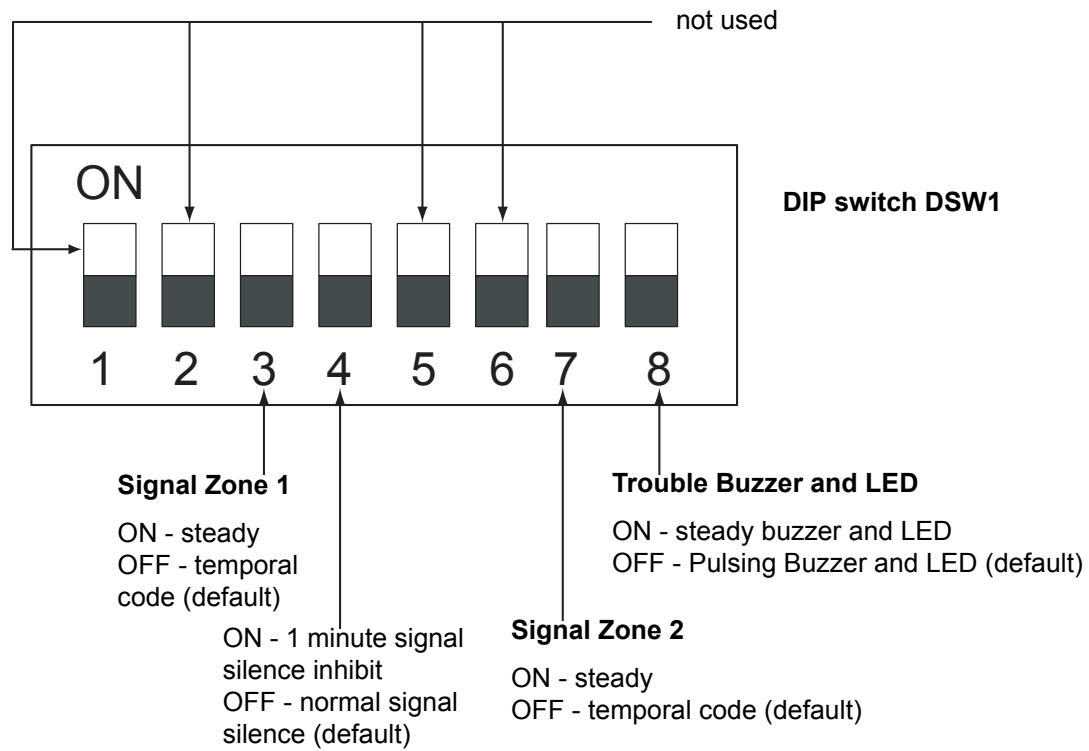 not used
ON
DIP switch DSW1
1 2 3 4 5 6 7 8
Signal Zone 1
ON - steady
OFF - temporal
code (default)
ON - 1 minute signal
silence inhibit
OFF - normal signal
silence (default)
Signal Zone 2
ON - steady
OFF - temporal code (default)
Trouble Buzzer and LED
ON - steady buzzer and LED
OFF - Pulsing Buzzer and LED (default)